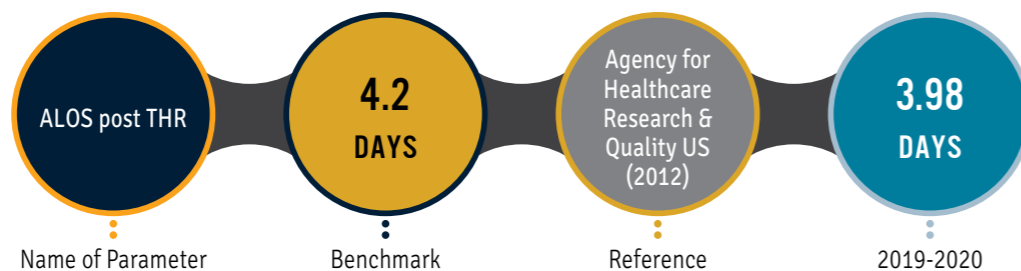 ALOS post THR
4.2
DAYS
Agency for
Healthcare
Research &
Quality US
(2012)
3.98
DAYS
Name of Parameter
Benchmark
Reference
2019-2020